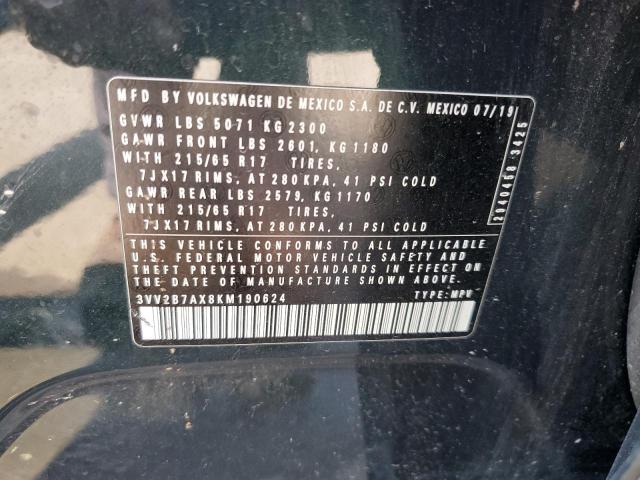 MFD BY VOLKSWAGEN DE MEXICO S.A. DE C.V. MEXICO 07/19
GVWR LBS 5071 KG 2300
GAWR FRONT LBS 2601, KG 1180
WITH 215/65 R17 TIRES,
7JX17 RIMS, AT 280 KPA, 41 PSI COLD
GAWR REAR LBS 2579, KG 1170
WITH 215/65 R17 TIRES,
7JX17 RIMS, AT 280 KPA, 41 PSI COLD
THIS VEHICLE CONFORMS TO ALL APPLICABLE
U.S. FEDERAL MOTOR VEHICLE SAFETY AND
THEFT PREVENTION STANDARDS IN EFFECT
ON THE DATE OF MANUFACTURE SHOWN ABOVE.
3VV2B7AX8KM190624 TYPE: MPV
2940458 3425